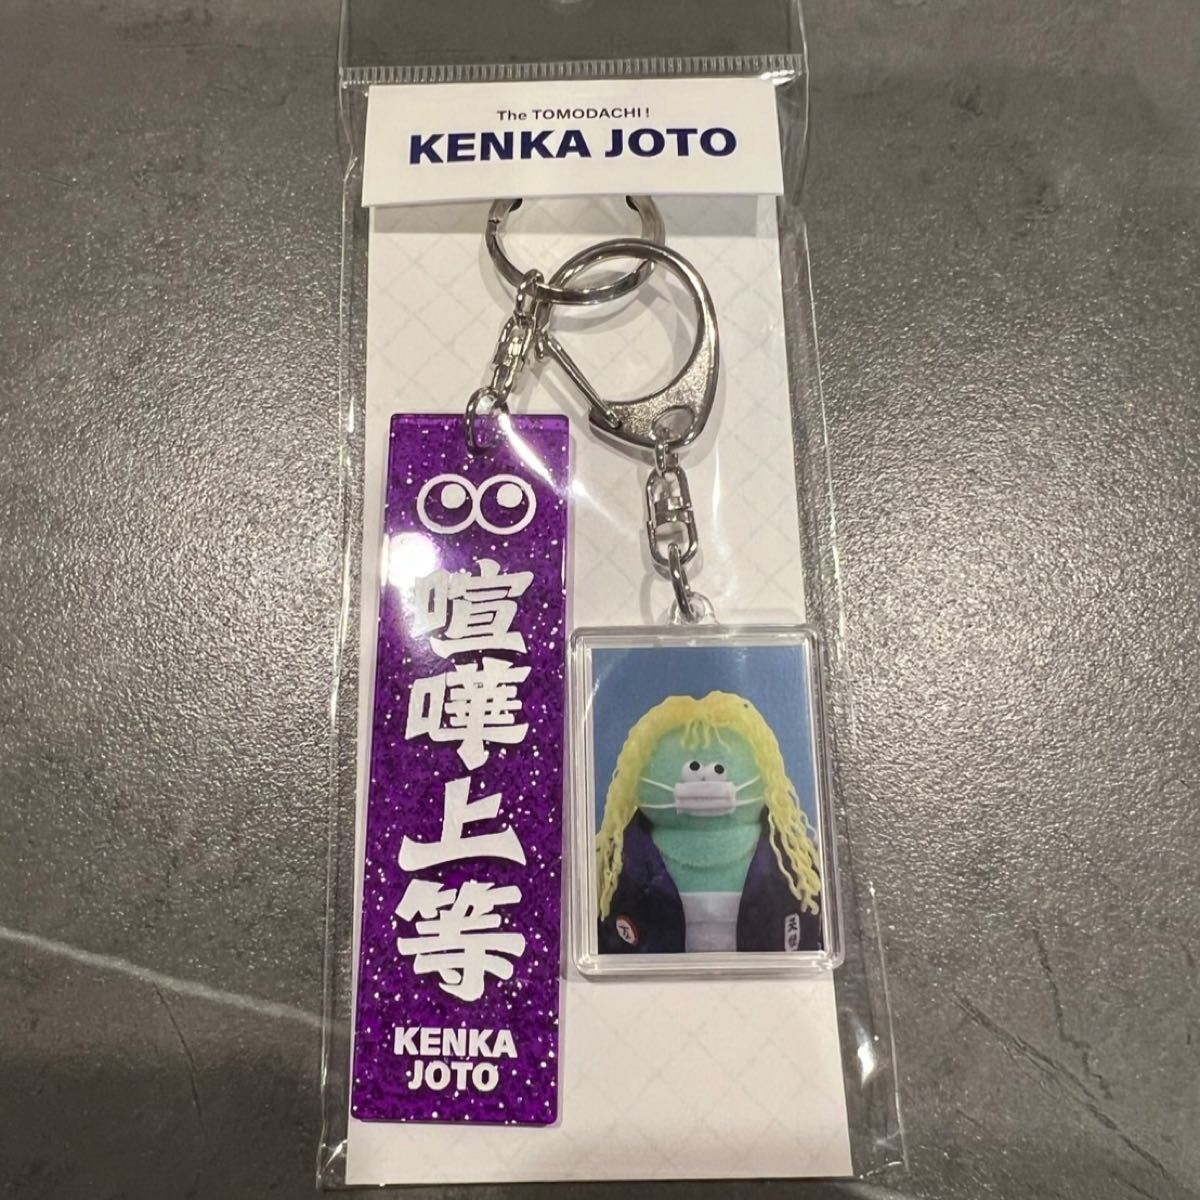 The TOMODACHI!
KENKA JOTO
喧嘩上等
KENKA
JOTO